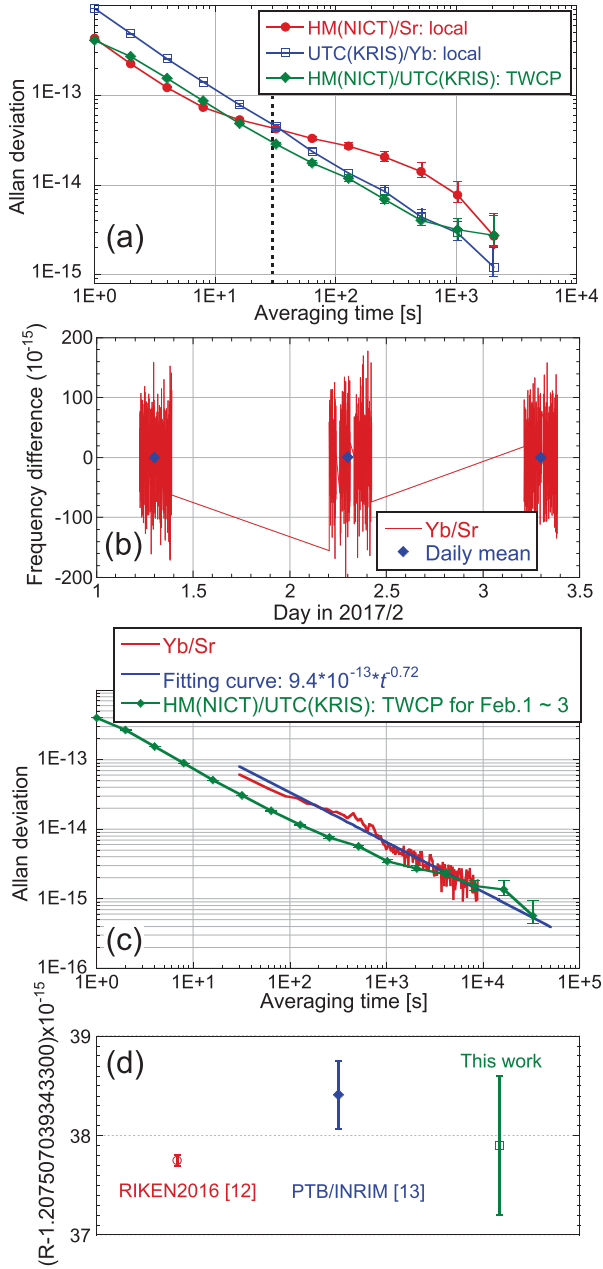 HM(NICT)/Sr: local
UTC(KRIS)/Yb: local
HM(NICT)/UTC(KRIS): TWCP
Allan deviation
1E-13
1E-14
1E-15
(a)
1E+0 1E+1 1E+2 1E+3 1E+4
Averaging time [s]
Frequency difference (10-15)
200
100
0
-100
-200
(b)
Yb/Sr
Daily mean
1 1.5 2 2.5 3 3.5
Day in 2017/2
Yb/Sr
Fitting curve: 9.4*10-13*t-0.72
HM(NICT)/UTC(KRIS): TWCP for Feb.1 ~ 3
Allan deviation
1E-13
1E-14
1E-15
1E-16
(c)
1E+0 1E+1 1E+2 1E+3 1E+4 1E+5
Averaging time [s]
(R-1.2075070393433​00)x10-15
39
38
37
(d)
This work
RIKEN2016 [12]
PTB/INRIM [13]